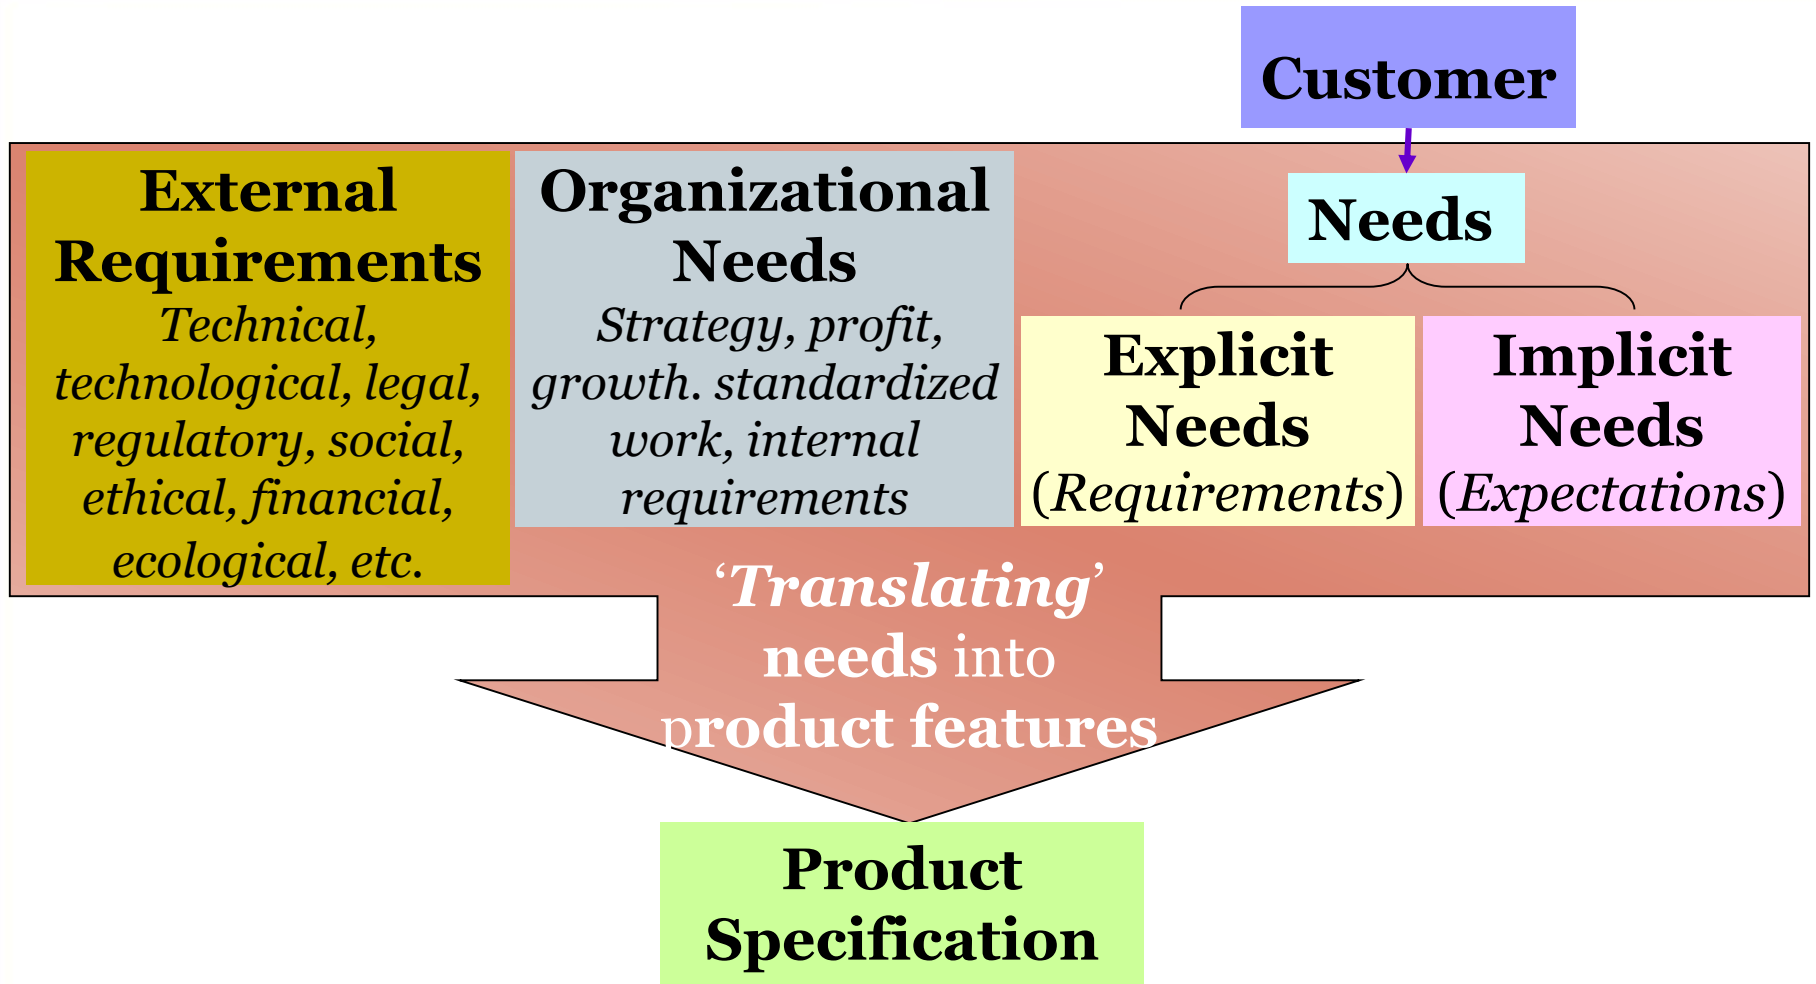 Customer
External
Requirements
Technical,
technological, legal,
regulatory, social,
ethical, financial,
ecological, etc.
Organizational
Needs
Strategy, profit,
growth. standardized
work, internal
requirements
Needs
Explicit
Needs
(Requirements)
Implicit
Needs
(Expectations)
‘Translating’
needs into
product features
Product
Specification